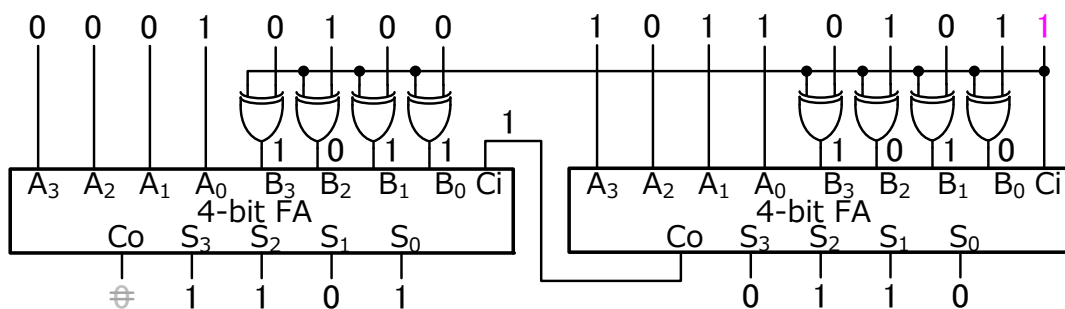 0 0 0 1 0 1 0 0 1 0 1 1 0 1 0 1 1
1
1 0 1 1 1 0 1 0
A3 A2 A1 A0 B3 B2 B1 B0 Ci A3 A2 A1 A0 B3 B2 B1 B0 Ci
4-bit FA 4-bit FA
Co S3 S2 S1 S0 Co S3 S2 S1 S0
0 1 1 0 1 0 1 1 0